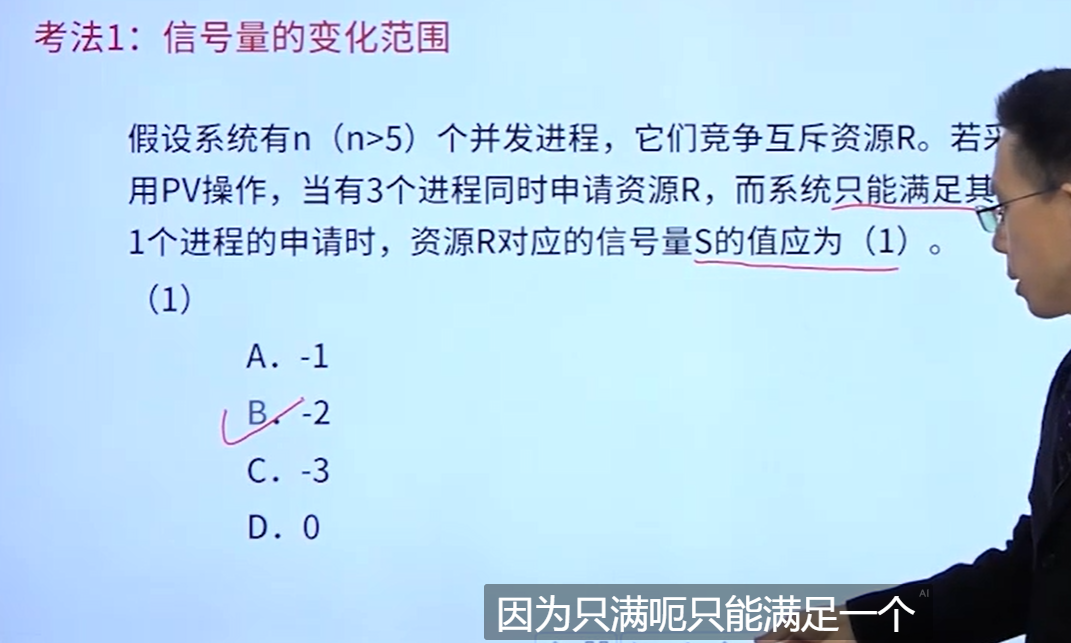 考法1：信号量的变化范围
假设系统有n（n>5）个并发进程，它们竞争互斥资源R。若采
用PV操作，当有3个进程同时申请资源R，而系统只能满足其
1个进程的申请时，资源R对应的信号量S的值应为（1）。
（1）
A．-1
B．-2
C．-3
D．0
AI
因为只满呃只能满足一个